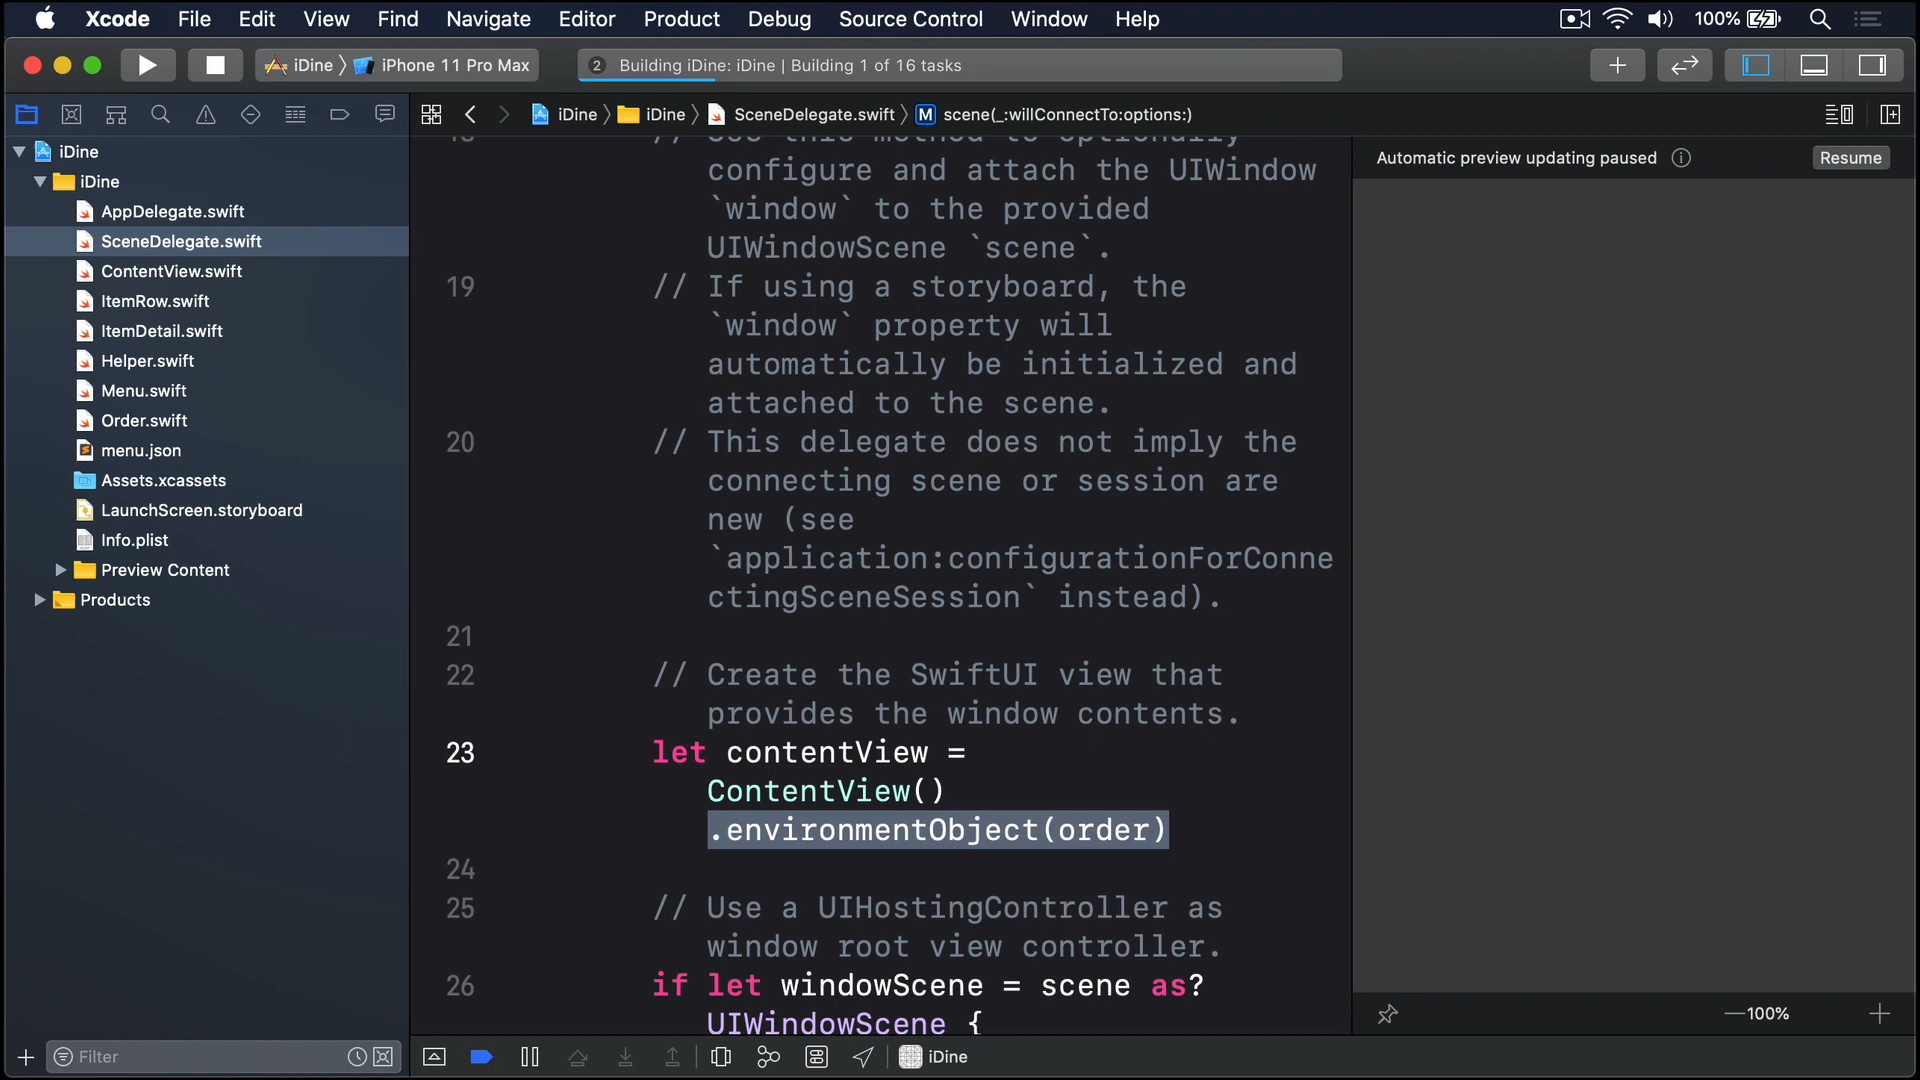 Xcode File Edit View Find Navigate Editor Product Debug Source Control Window Help 100%
iDine iPhone 11 Pro Max 2 Building iDine: iDine | Building 1 of 16 tasks
iDine iDine SceneDelegate.swift M scene(_:willConnectTo:options:)
Automatic preview updating paused Resume
iDine
iDine
AppDelegate.swift
SceneDelegate.swift
ContentView.swift
ItemRow.swift
ItemDetail.swift
Helper.swift
Menu.swift
Order.swift
menu.json
Assets.xcassets
LaunchScreen.storyboard
Info.plist
Preview Content
Products
Filter
18 // Use this method to optionally
configure and attach the UIWindow
`window` to the provided
UIWindowScene `scene`.
19 // If using a storyboard, the
`window` property will
automatically be initialized and
attached to the scene.
20 // This delegate does not imply the
connecting scene or session are
new (see
`application:configurationForConne
ctingSceneSession` instead).
21
22 // Create the SwiftUI view that
provides the window contents.
23 let contentView =
ContentView()
.environmentObject(order)
24
25 // Use a UIHostingController as
window root view controller.
26 if let windowScene = scene as?
UIWindowScene {
iDine
100%